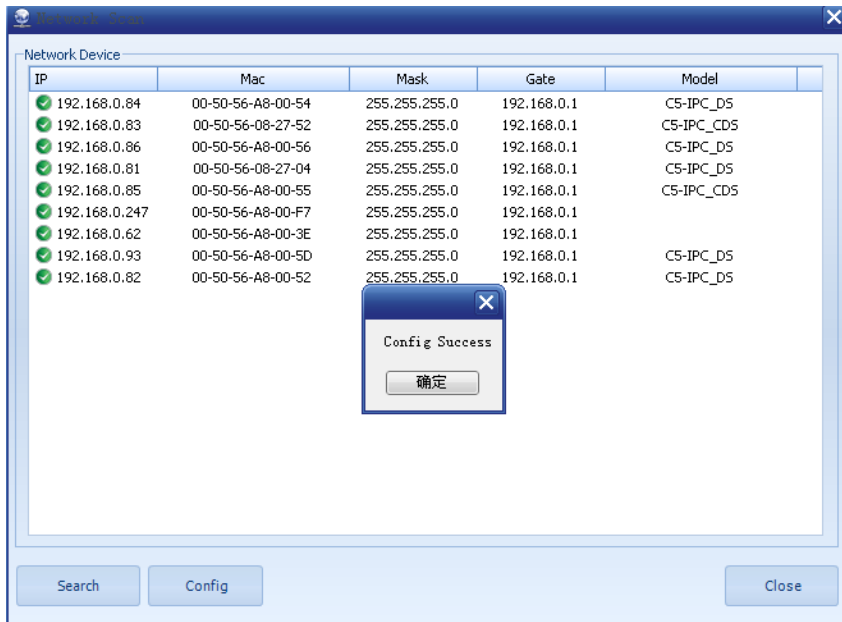 Network Scan
Network Device
IP Mac Mask Gate Model
192.168.0.84 00-50-56-A8-00-54 255.255.255.0 192.168.0.1 C5-IPC_DS
192.168.0.83 00-50-56-08-27-52 255.255.255.0 192.168.0.1 C5-IPC_CDS
192.168.0.86 00-50-56-A8-00-56 255.255.255.0 192.168.0.1 C5-IPC_DS
192.168.0.81 00-50-56-08-27-04 255.255.255.0 192.168.0.1 C5-IPC_DS
192.168.0.85 00-50-56-A8-00-55 255.255.255.0 192.168.0.1 C5-IPC_CDS
192.168.0.247 00-50-56-A8-00-F7 255.255.255.0 192.168.0.1
192.168.0.62 00-50-56-A8-00-3E 255.255.255.0 192.168.0.1
192.168.0.93 00-50-56-A8-00-5D 255.255.255.0 192.168.0.1 C5-IPC_DS
192.168.0.82 00-50-56-A8-00-52 255.255.255.0 192.168.0.1 C5-IPC_DS
Config Success
确定
Search Config Close